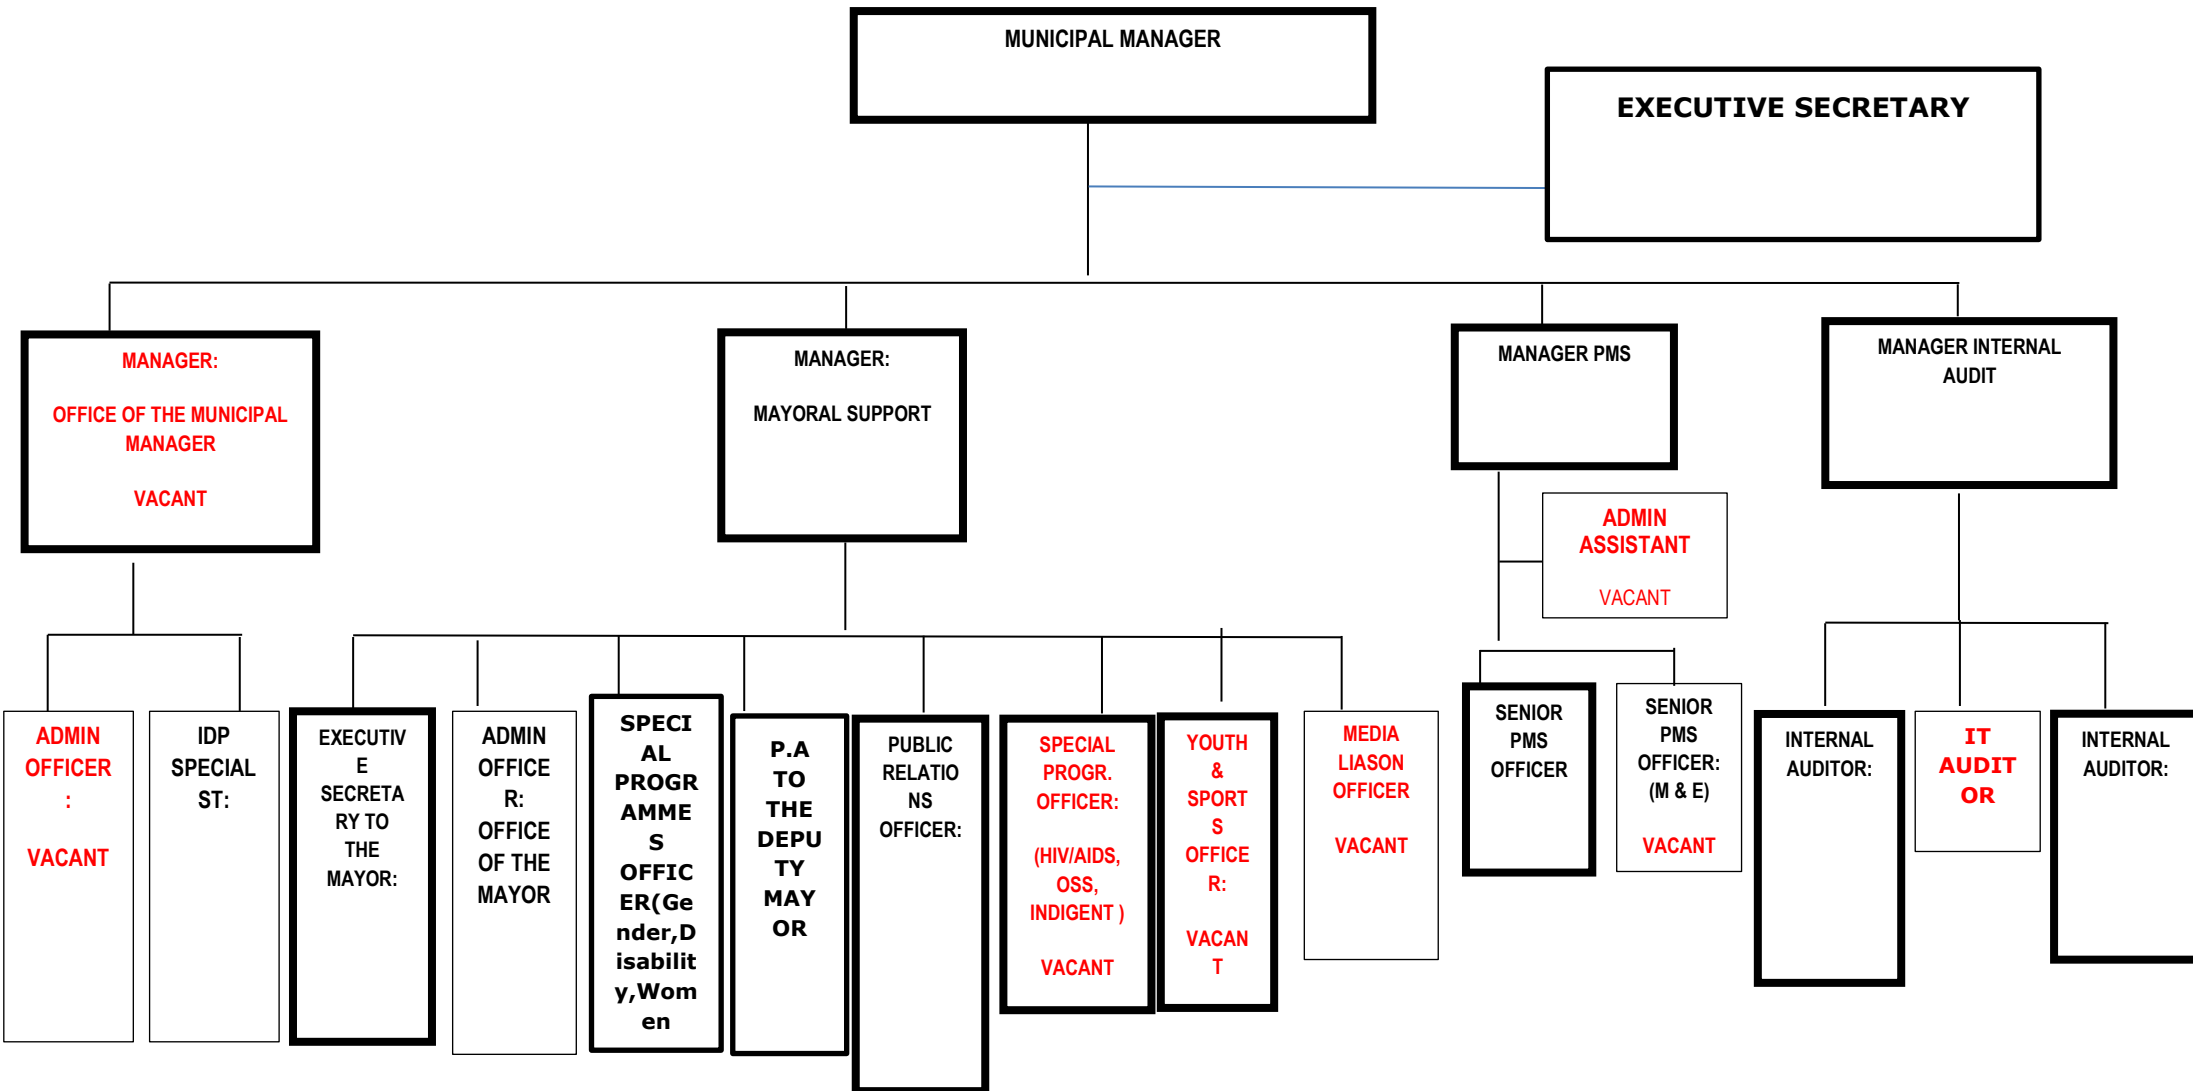 MUNICIPAL MANAGER
EXECUTIVE SECRETARY
MANAGER:
OFFICE OF THE MUNICIPAL
MANAGER
VACANT
MANAGER:
MAYORAL SUPPORT
MANAGER PMS
MANAGER INTERNAL
AUDIT
ADMIN
ASSISTANT
VACANT
ADMIN
OFFICER
:
VACANT
IDP
SPECIAL
ST:
EXECUTIV
E
SECRETA
RY TO
THE
MAYOR:
ADMIN
OFFICE
R:
OFFICE
OF THE
MAYOR
SPECI
AL
PROGR
AMME
S
OFFIC
ER(Ge
nder,D
isabilit
y,Wom
en
P.A
TO
THE
DEPU
TY
MAY
OR
PUBLIC
RELATIO
NS
OFFICER:
SPECIAL
PROGR.
OFFICER:
(HIV/AIDS,
OSS,
INDIGENT )
VACANT
YOUTH
&
SPORT
S
OFFICE
R:
VACAN
T
MEDIA
LIASON
OFFICER
VACANT
SENIOR
PMS
OFFICER
SENIOR
PMS
OFFICER:
(M & E)
VACANT
INTERNAL
AUDITOR:
IT
AUDIT
OR
INTERNAL
AUDITOR: